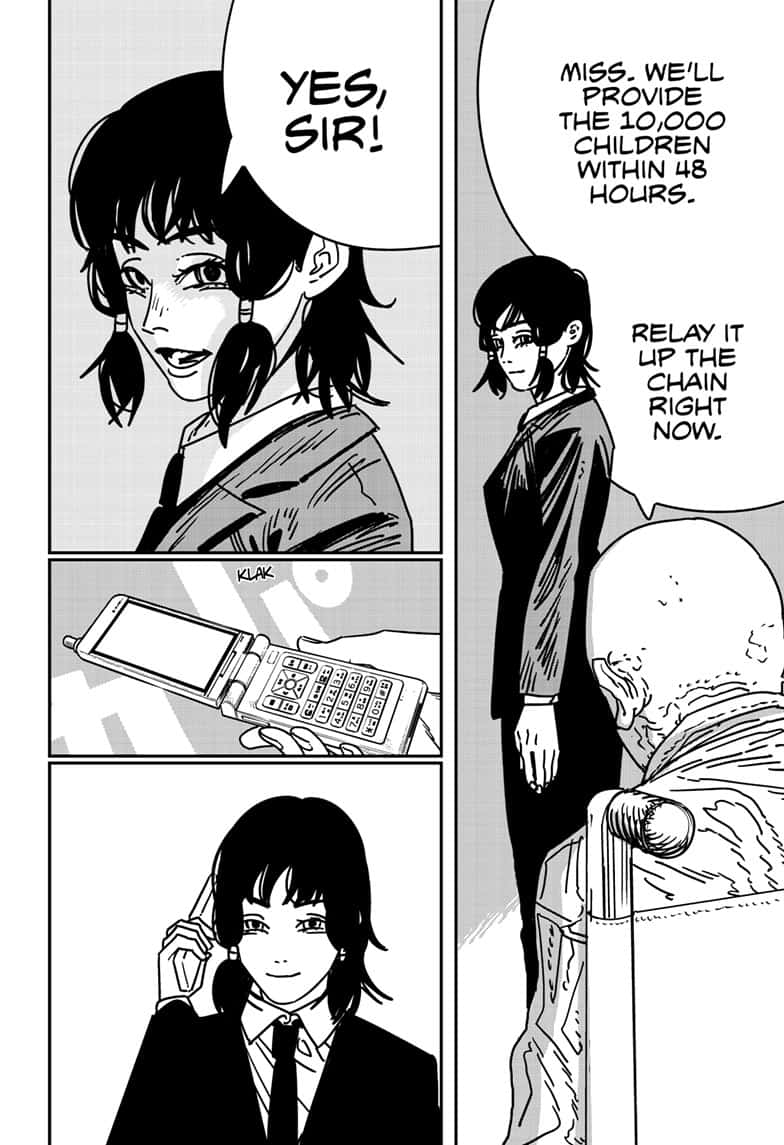 MISS. WE'LL
PROVIDE
THE 10,000
CHILDREN
WITHIN 48
HOURS.
RELAY IT
UP THE
CHAIN
RIGHT
NOW.
YES,
SIR!
KLAK